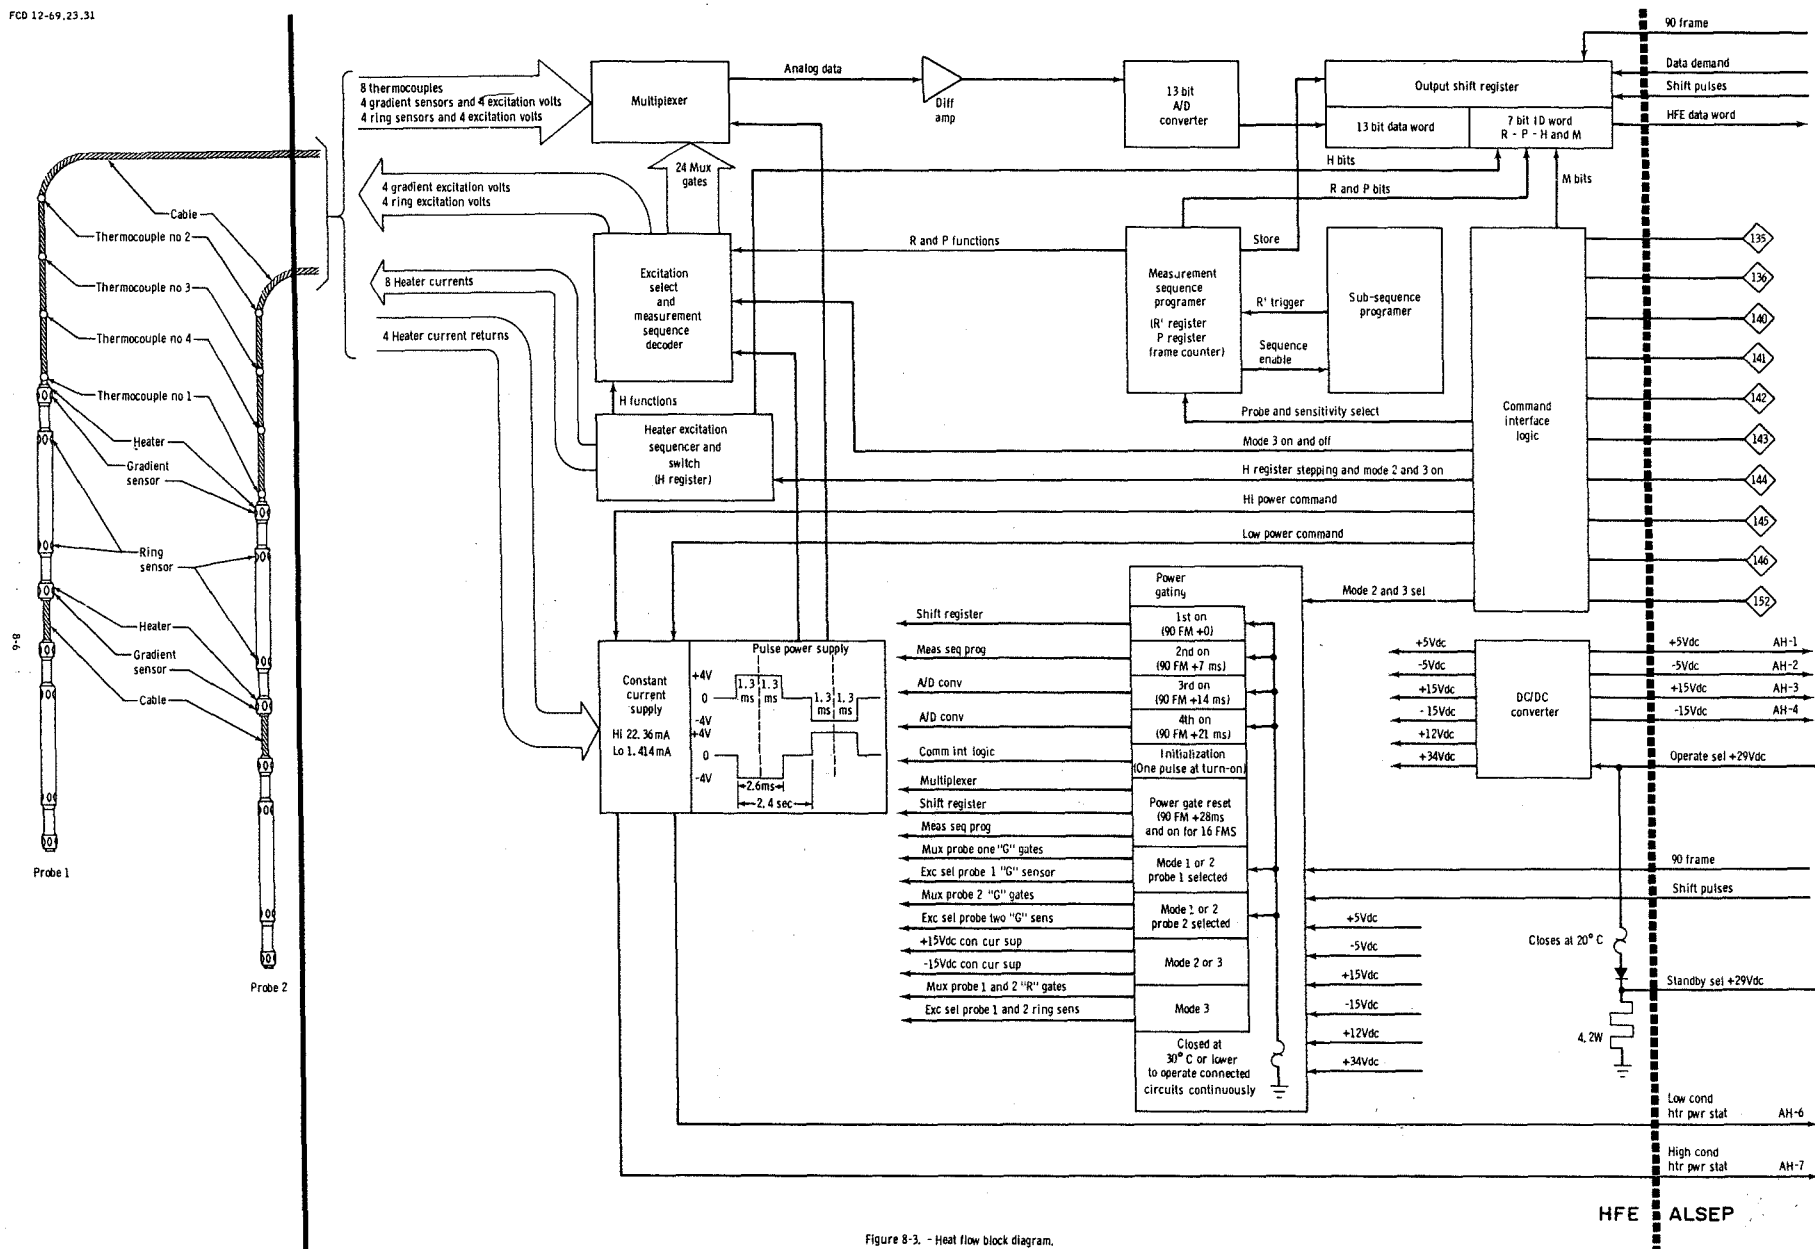 FCD 12-69.23.31
90 frame
Data demand
Shift pulses
HFE data word
8 thermocouples
4 gradient sensors and 4 excitation volts
4 ring sensors and 4 excitation volts
Multiplexer
Analog data
Diff
amp
13 bit
A/D
converter
Output shift register
13 bit data word
7 bit ID word
R - P - H and M
24 Mux
gates
H bits
R and P bits
M bits
4 gradient excitation volts
4 ring excitation volts
8 Heater currents
4 Heater current returns
Excitation
select
and
measurement
sequence
decoder
R and P functions
Store
Measurement
sequence
programer
(R' register
P register
frame counter)
R' trigger
Sequence
enable
Sub-sequence
programer
Command
interface
logic
135
136
140
141
142
143
144
145
146
152
H functions
Heater excitation
sequencer and
switch
(H register)
Probe and sensitivity select
Mode 3 on and off
H register stepping and mode 2 and 3 on
Hi power command
Low power command
Mode 2 and 3 sel
Cable
Thermocouple no 2
Thermocouple no 3
Thermocouple no 4
Thermocouple no 1
Heater
Gradient
sensor
Ring
sensor
Heater
Gradient
sensor
Cable
Probe 1
Probe 2
8-6
Constant
current
supply
Hi 22.36mA
Lo 1.414mA
Pulse power supply
+4V
0
-4V
+4V
0
-4V
1.3
ms
1.3
ms
1.3
ms
1.3
ms
2.6ms
2.4 sec
Power
gating
1st on
(90 FM +0)
2nd on
(90 FM +7 ms)
3rd on
(90 FM +14 ms)
4th on
(90 FM +21 ms)
Initialization
(One pulse at turn-on)
Power gate reset
(90 FM +28ms
and on for 16 FMS
Mode 1 or 2
probe 1 selected
Mode 1 or 2
probe 2 selected
Mode 2 or 3
Mode 3
Closed at
30° C or lower
to operate connected
circuits continuously
Shift register
Meas seq prog
A/D conv
A/D conv
Comm int logic
Multiplexer
Shift register
Meas seq prog
Mux probe one "G" gates
Exc sel probe 1 "G" sensor
Mux probe 2 "G" gates
Exc sel probe two "G" sens
+15Vdc con cur sup
-15Vdc con cur sup
Mux probe 1 and 2 "R" gates
Exc sel probe 1 and 2 ring sens
+5Vdc
-5Vdc
+15Vdc
-15Vdc
+12Vdc
+34Vdc
DC/DC
converter
+5Vdc AH-1
-5Vdc AH-2
+15Vdc AH-3
-15Vdc AH-4
Operate sel +29Vdc
90 frame
Shift pulses
+5Vdc
-5Vdc
+15Vdc
-15Vdc
+12Vdc
+34Vdc
Closes at 20° C
Standby sel +29Vdc
4.2W
Low cond
htr pwr stat AH-6
High cond
htr pwr stat AH-7
HFE ALSEP
Figure 8-3. - Heat flow block diagram.